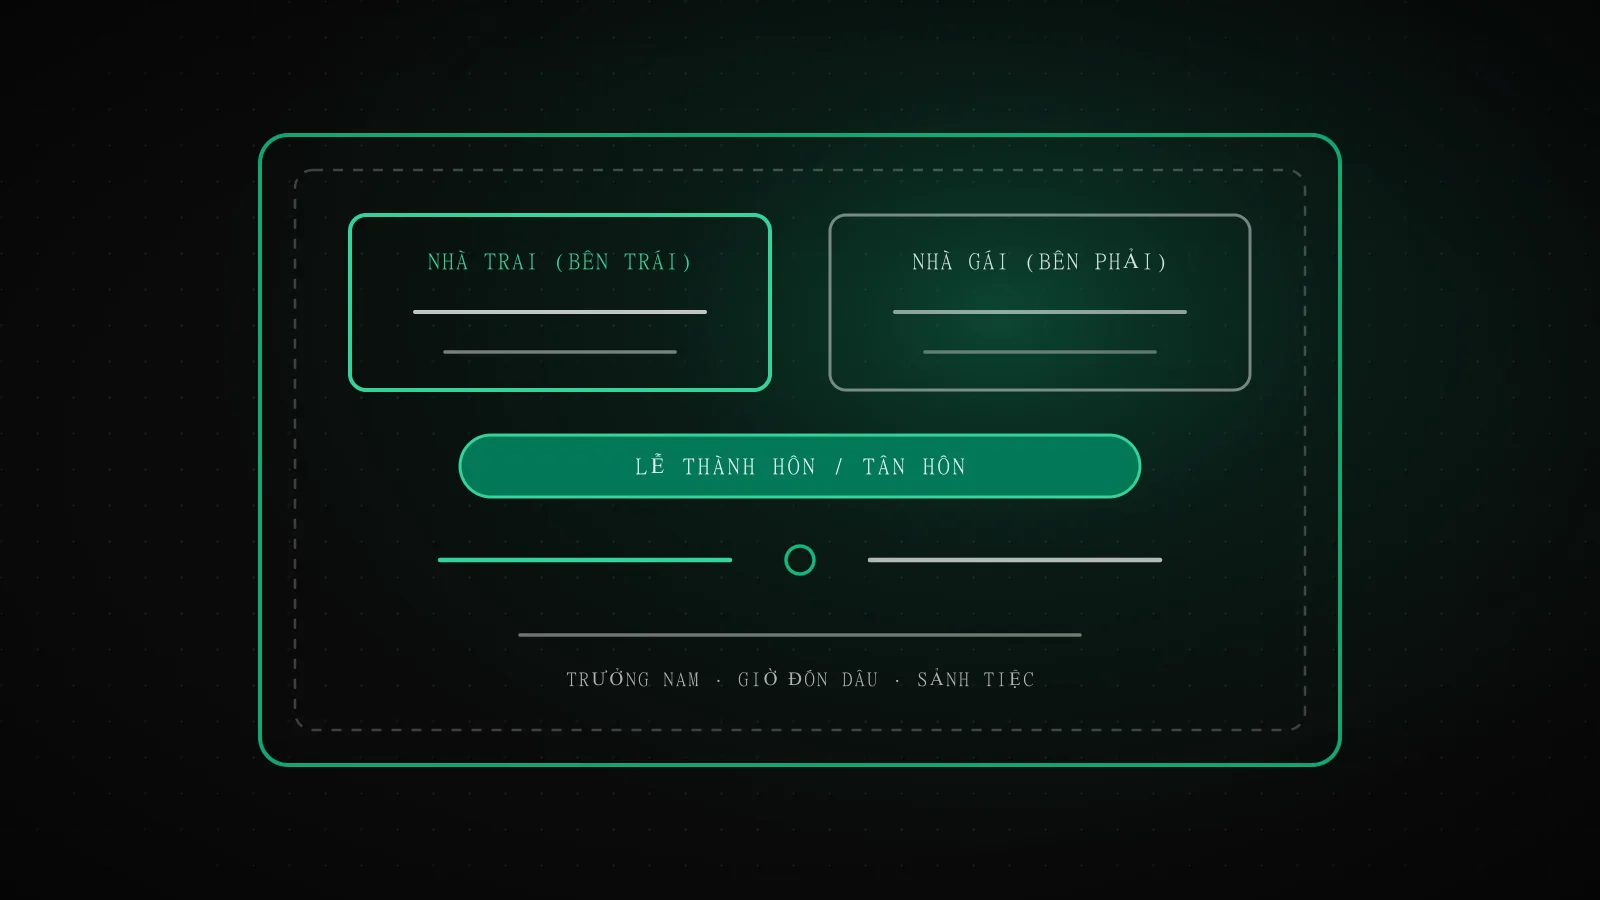 NHÀ TRAI (BÊN TRÁI)
NHÀ GÁI (BÊN PHẢI)
LỄ THÀNH HÔN / TÂN HÔN
TRƯỞNG NAM · GIỜ ĐÓN DÂU · SẢNH TIỆC